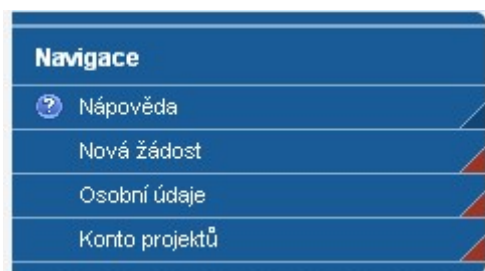 Navigace
Nápověda
Nová žádost
Osobní údaje
Konto projektů